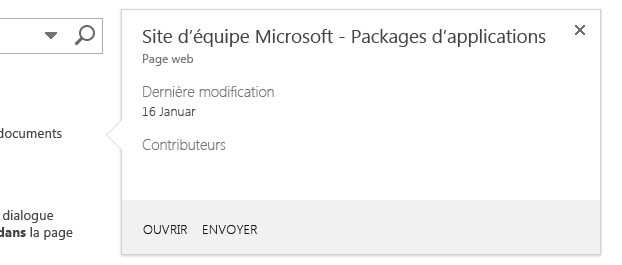 Site d'équipe Microsoft - Packages d'applications
Page web
Dernière modification
16 Januar
Contributeurs
OUVRIR ENVOYER
documents
dialogue
dans la page